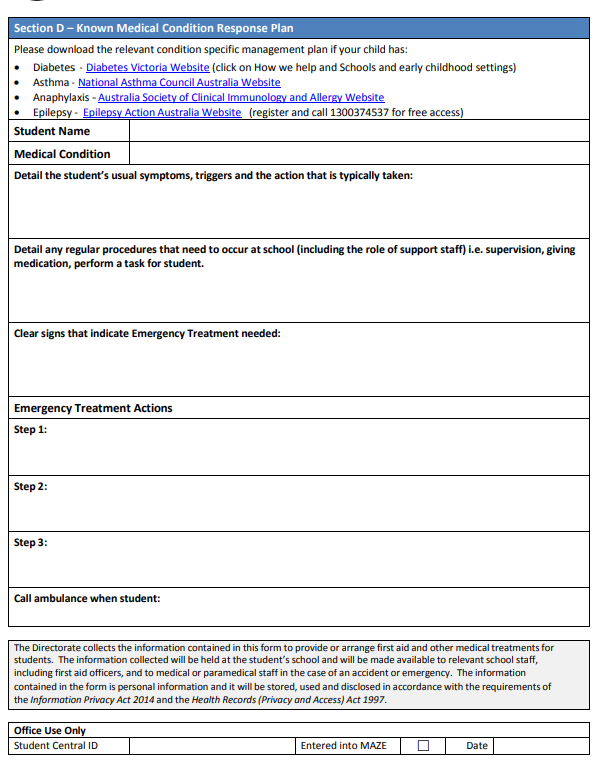 Section D – Known Medical Condition Response Plan
Please download the relevant condition specific management plan if your child has:
• Diabetes - Diabetes Victoria Website (click on How we help and Schools and early childhood settings)
• Asthma - National Asthma Council Australia Website
• Anaphylaxis - Australia Society of Clinical Immunology and Allergy Website
• Epilepsy - Epilepsy Action Australia Website (register and call 1300374537 for free access)
Student Name
Medical Condition
Detail the student's usual symptoms, triggers and the action that is typically taken:
Detail any regular procedures that need to occur at school (including the role of support staff) i.e. supervision, giving
medication, perform a task for student.
Clear signs that indicate Emergency Treatment needed:
Emergency Treatment Actions
Step 1:
Step 2:
Step 3:
Call ambulance when student:
The Directorate collects the information contained in this form to provide or arrange first aid and other medical treatments for
students. The information collected will be held at the student's school and will be made available to relevant school staff,
including first aid officers, and to medical or paramedical staff in the case of an accident or emergency. The information
contained in the form is personal information and it will be stored, used and disclosed in accordance with the requirements of
the Information Privacy Act 2014 and the Health Records (Privacy and Access) Act 1997.
Office Use Only
Student Central ID Entered into MAZE ☐ Date